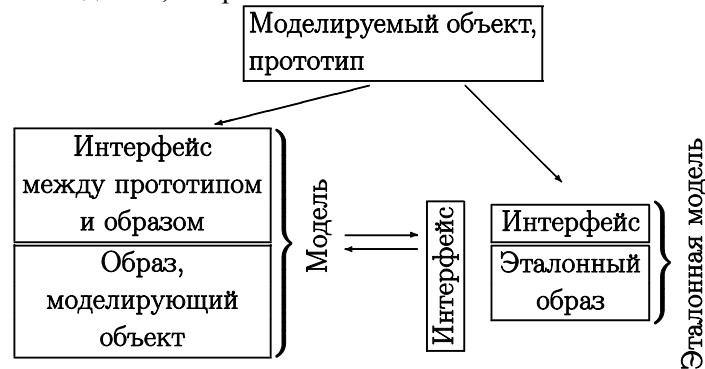 Моделируемый объект,
прототип
Интерфейс
между прототипом
и образом
Образ,
моделирующий
объект
Модель
Интерфейс
Интерфейс
Эталонный
образ
Эталонная модель